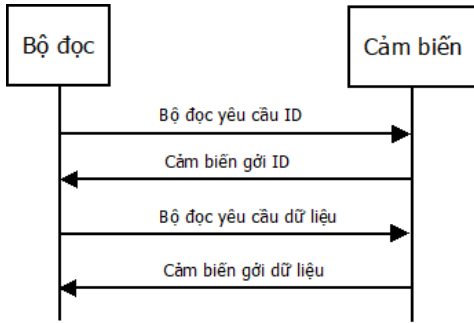 Bộ đọc
Cảm biến
Bộ đọc yêu cầu ID
Cảm biến gởi ID
Bộ đọc yêu cầu dữ liệu
Cảm biến gởi dữ liệu